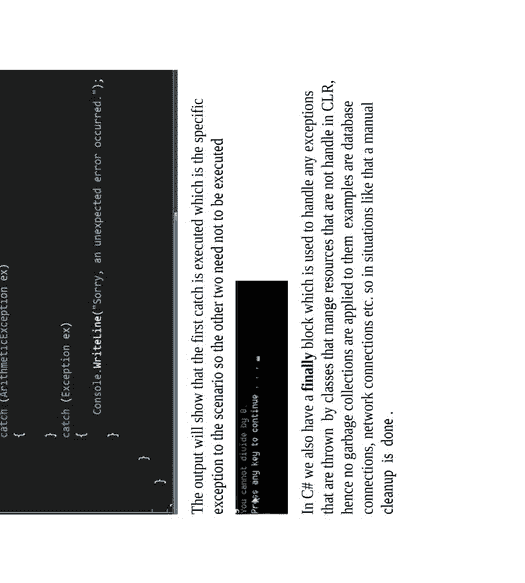 catch (ArithmeticException ex)
{
}
catch (Exception ex)
{
Console.WriteLine("Sorry, an unexpected error occurred.");
}
}
}
The output will show that the first catch is executed which is the specific
exception to the scenario so the other two need not to be executed
You cannot divide by 0.
Press any key to continue . . .
In C# we also have a finally block which is used to handle any exceptions
that are thrown by classes that mange resources that are not handle in CLR,
hence no garbage collections are applied to them examples are database
connections, network connections etc. so in situations like that a manual
cleanup is done .